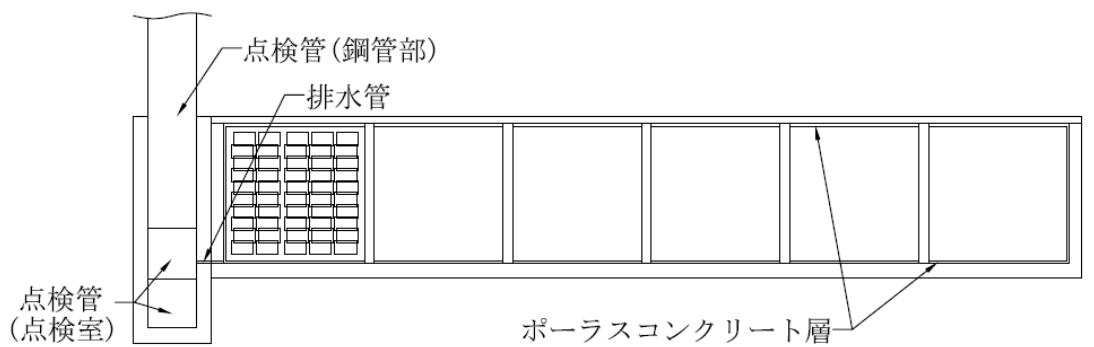 点検管(鋼管部)
排水管
点検管
(点検室)
ポーラスコンクリート層